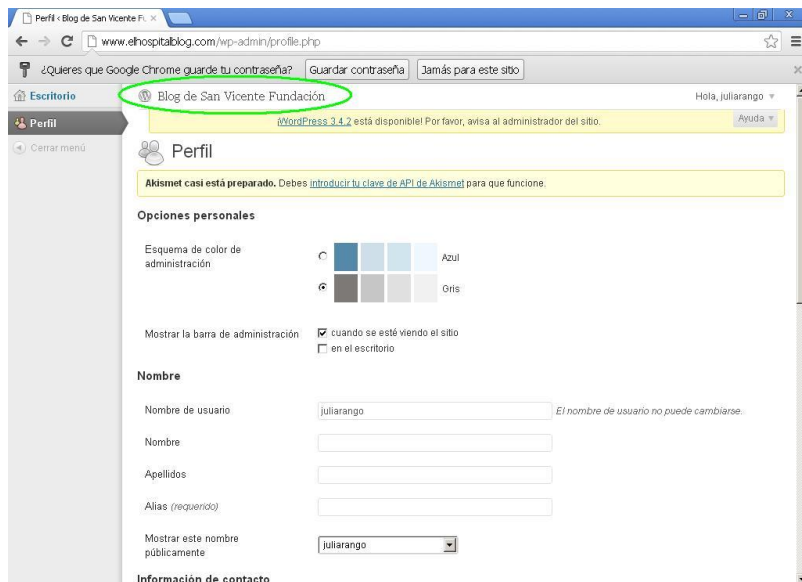 Perfil ‹ Blog de San Vicente Fu
www.elhospitalblog.com/wp-admin/profile.php
¿Quieres que Google Chrome guarde tu contraseña? Guardar contraseña Jamás para este sitio
Escritorio
Blog de San Vicente Fundación
Hola, juliarango
Perfil
¡WordPress 3.4.2 está disponible! Por favor, avisa al administrador del sitio.
Ayuda
Cerrar menú
Perfil
Akismet casi está preparado. Debes introducir tu clave de API de Akismet para que funcione.
Opciones personales
Esquema de color de
administración
Azul
Gris
Mostrar la barra de administración
cuando se esté viendo el sitio
en el escritorio
Nombre
Nombre de usuario
juliarango
El nombre de usuario no puede cambiarse.
Nombre
Apellidos
Alias (requerido)
Mostrar este nombre
públicamente
juliarango
Información de contacto